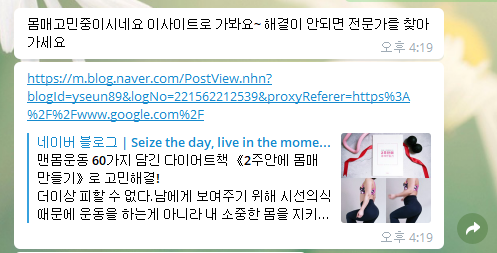 몸매고민중이시네요 이사이트로 가봐요~ 해결이 안되면 전문가를 찾아
가세요
오후 4:19
https://m.blog.naver.com/PostView.nhn?
blogId=yseun89&logNo=221562212539&proxyReferer=https%3A
%2F%2Fwww.google.com%2F
네이버 블로그 | Seize the day, live in the mome...
맨몸운동 60가지 담긴 다이어트책 《2주안에 몸매
만들기》로 고민해결!
더이상 피할 수 없다.남에게 보여주기 위해 시선의식
때문에 운동을 하는게 아니라 내 소중한 몸을 지키...
오후 4:19